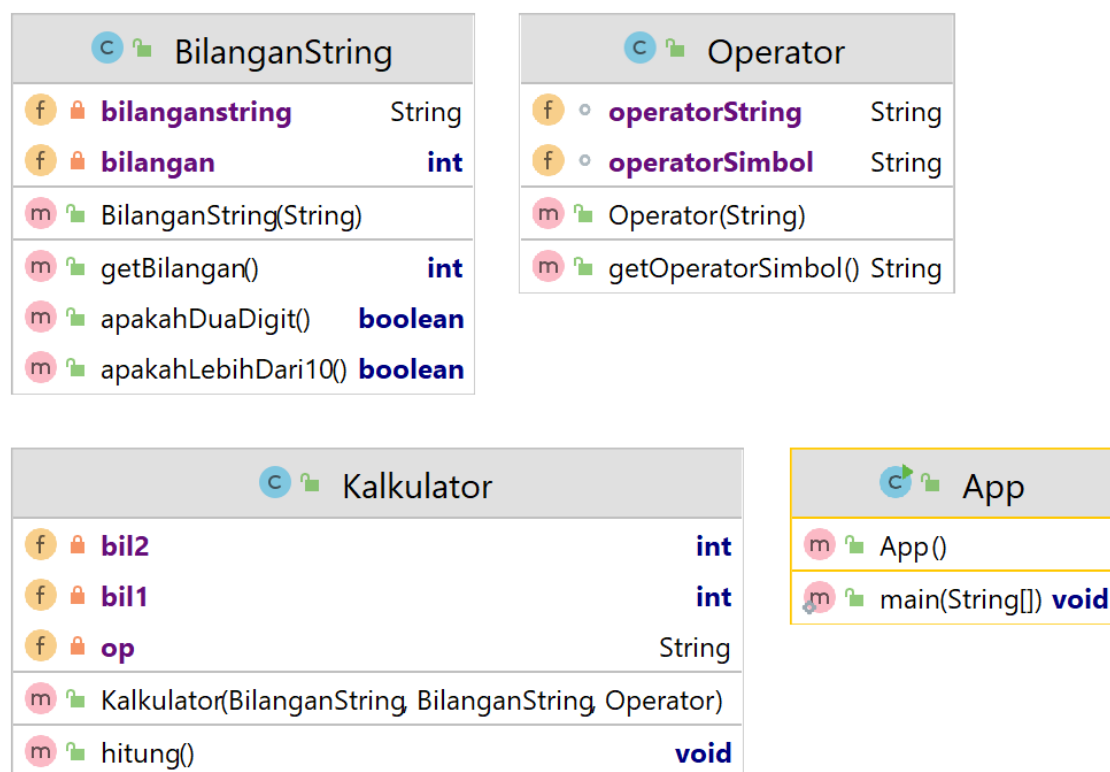 BilanganString
bilanganstring String
bilangan int
BilanganString(String)
getBilangan() int
apakahDuaDigit() boolean
apakahLebihDari10() boolean
Operator
operatorString String
operatorSimbol String
Operator(String)
getOperatorSimbol() String
Kalkulator
bil2 int
bil1 int
op String
Kalkulator(BilanganString, BilanganString, Operator)
hitung() void
App
App()
main(String[]) void